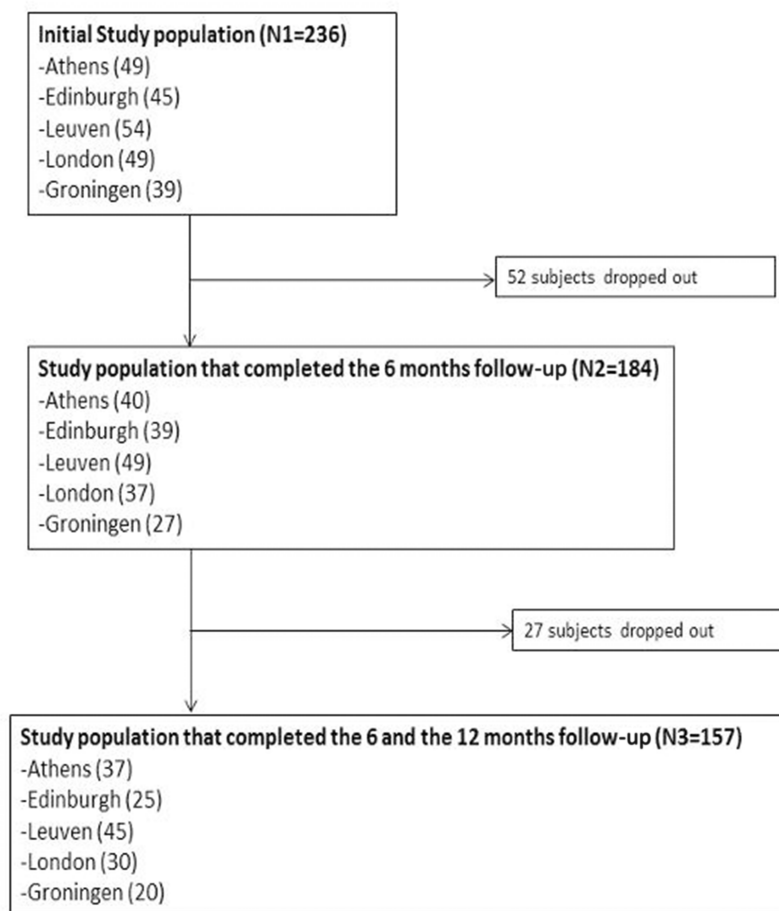 Initial Study population (N1=236)
-Athens (49)
-Edinburgh (45)
-Leuven (54)
-London (49)
-Groningen (39)
52 subjects dropped out
Study population that completed the 6 months follow-up (N2=184)
-Athens (40)
-Edinburgh (39)
-Leuven (49)
-London (37)
-Groningen (27)
27 subjects dropped out
Study population that completed the 6 and the 12 months follow-up (N3=157)
-Athens (37)
-Edinburgh (25)
-Leuven (45)
-London (30)
-Groningen (20)